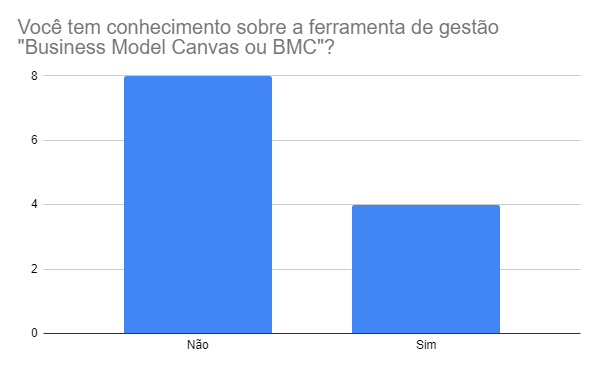 Você tem conhecimento sobre a ferramenta de gestão
"Business Model Canvas ou BMC"?
8
6
4
2
0
Não Sim